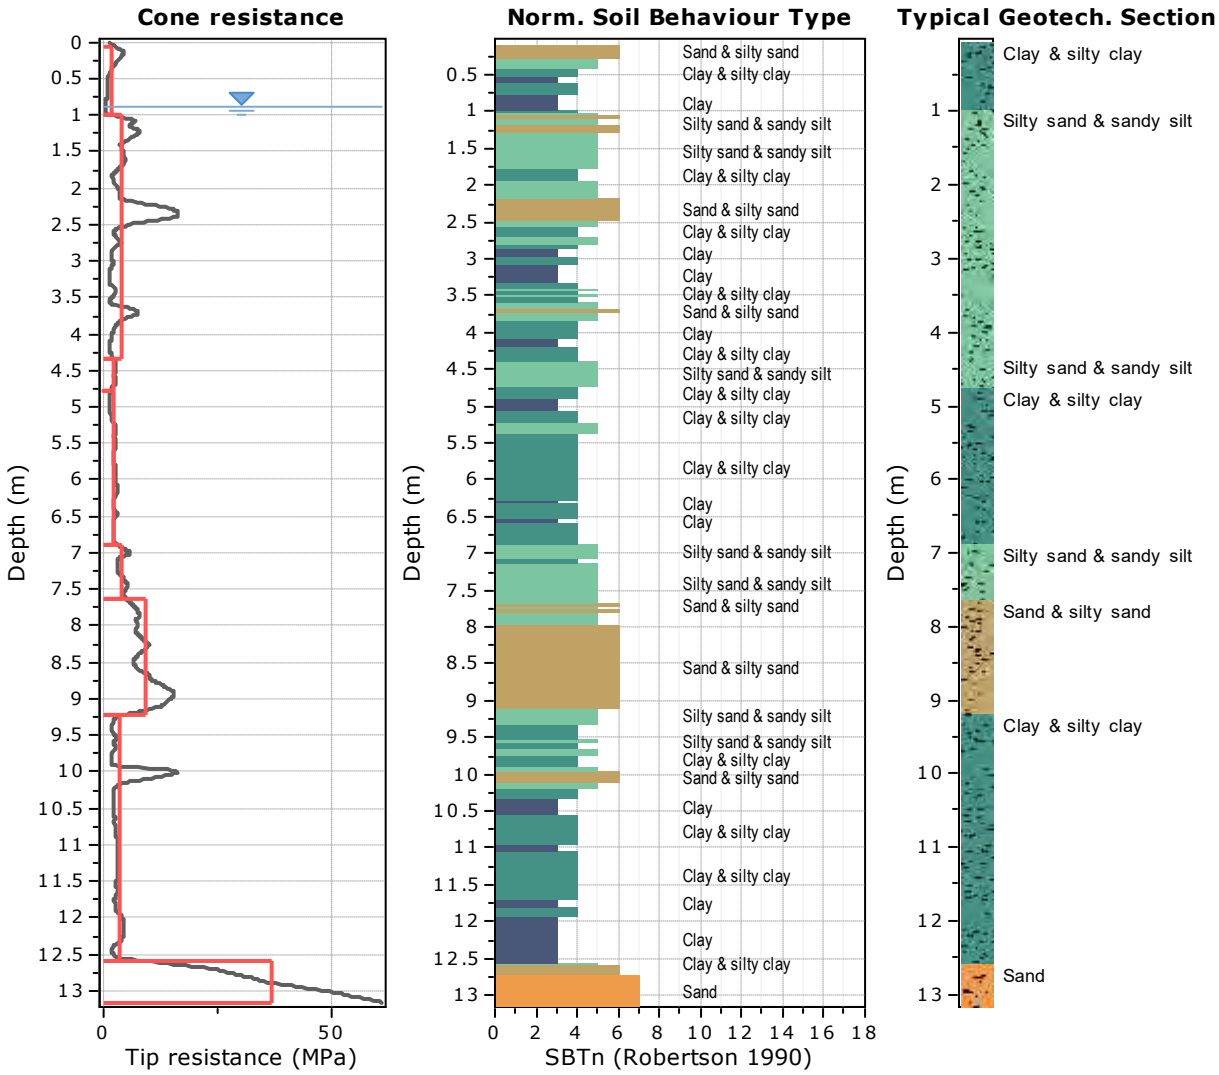 Cone resistance
Norm. Soil Behaviour Type
Typical Geotech. Section
0
0.5
1
1.5
2
2.5
3
3.5
4
4.5
5
5.5
6
6.5
7
7.5
8
8.5
9
9.5
10
10.5
11
11.5
12
12.5
13
Depth (m)
0
50
Tip resistance (MPa)
0.5
1
1.5
2
2.5
3
3.5
4
4.5
5
5.5
6
6.5
7
7.5
8
8.5
9
9.5
10
10.5
11
11.5
12
12.5
13
Depth (m)
Sand & silty sand
Clay & silty clay
Clay
Silty sand & sandy silt
Silty sand & sandy silt
Clay & silty clay
Sand & silty sand
Clay & silty clay
Clay
Clay
Clay & silty clay
Sand & silty sand
Clay
Clay & silty clay
Silty sand & sandy silt
Clay & silty clay
Clay & silty clay
Clay & silty clay
Clay
Clay
Silty sand & sandy silt
Silty sand & sandy silt
Sand & silty sand
Sand & silty sand
Silty sand & sandy silt
Silty sand & sandy silt
Clay & silty clay
Sand & silty sand
Clay
Clay & silty clay
Clay & silty clay
Clay
Clay
Clay & silty clay
Sand
0 2 4 6 8 10 12 14 16 18
SBTn (Robertson 1990)
1
2
3
4
5
6
7
8
9
10
11
12
13
Depth (m)
Clay & silty clay
Silty sand & sandy silt
Silty sand & sandy silt
Clay & silty clay
Silty sand & sandy silt
Sand & silty sand
Clay & silty clay
Sand